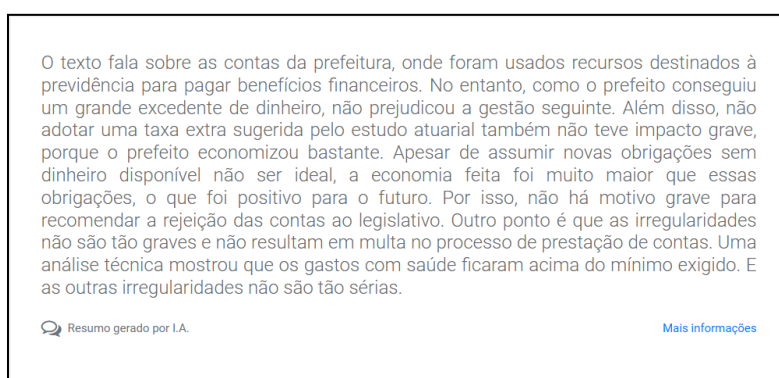 O texto fala sobre as contas da prefeitura, onde foram usados recursos destinados à
previdência para pagar benefícios financeiros. No entanto, como o prefeito conseguiu
um grande excedente de dinheiro, não prejudicou a gestão seguinte. Além disso, não
adotar uma taxa extra sugerida pelo estudo atuarial também não teve impacto grave,
porque o prefeito economizou bastante. Apesar de assumir novas obrigações sem
dinheiro disponível não ser ideal, a economia feita foi muito maior que essas
obrigações, o que foi positivo para o futuro. Por isso, não há motivo grave para
recomendar a rejeição das contas ao legislativo. Outro ponto é que as irregularidades
não são tão graves e não resultam em multa no processo de prestação de contas. Uma
análise técnica mostrou que os gastos com saúde ficaram acima do mínimo exigido. E
as outras irregularidades não são tão sérias.
Resumo gerado por I.A.
Mais informações